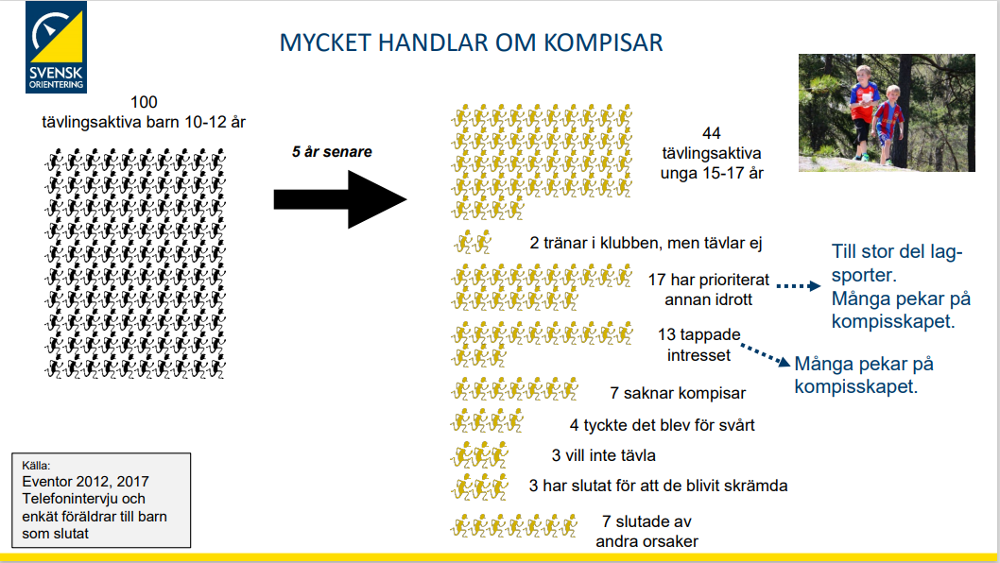 SVENSK
ORIENTERING
MYCKET HANDLAR OM KOMPISAR
100
tävlingsaktiva barn 10-12 år
5 år senare
44
tävlingsaktiva
unga 15-17 år
2 tränar i klubben, men tävlar ej
17 har prioriterat
annan idrott
Till stor del lag-
sporter.
Många pekar på
kompisskapet.
13 tappade
intresset
Många pekar på
kompisskapet.
7 saknar kompisar
4 tyckte det blev för svårt
3 vill inte tävla
3 har slutat för att de blivit skrämda
7 slutade av
andra orsaker
Källa:
Eventor 2012, 2017
Telefonintervju och
enkät föräldrar till barn
som slutat